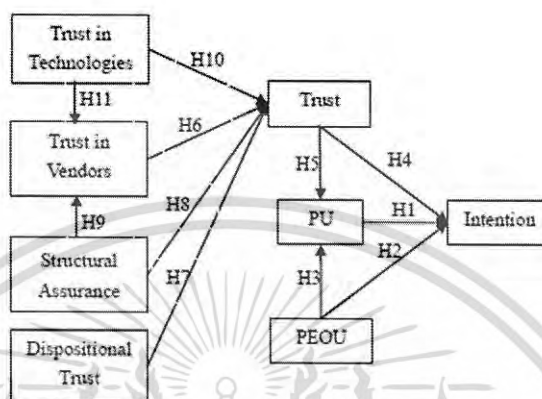 Trust in
Technologies
H10
H11
Trust
Trust in
Vendors
H6
H5
H4
H9
H8
PU
H1
Intention
Structural
Assurance
H7
H3
H2
PEOU
Dispositional
Trust